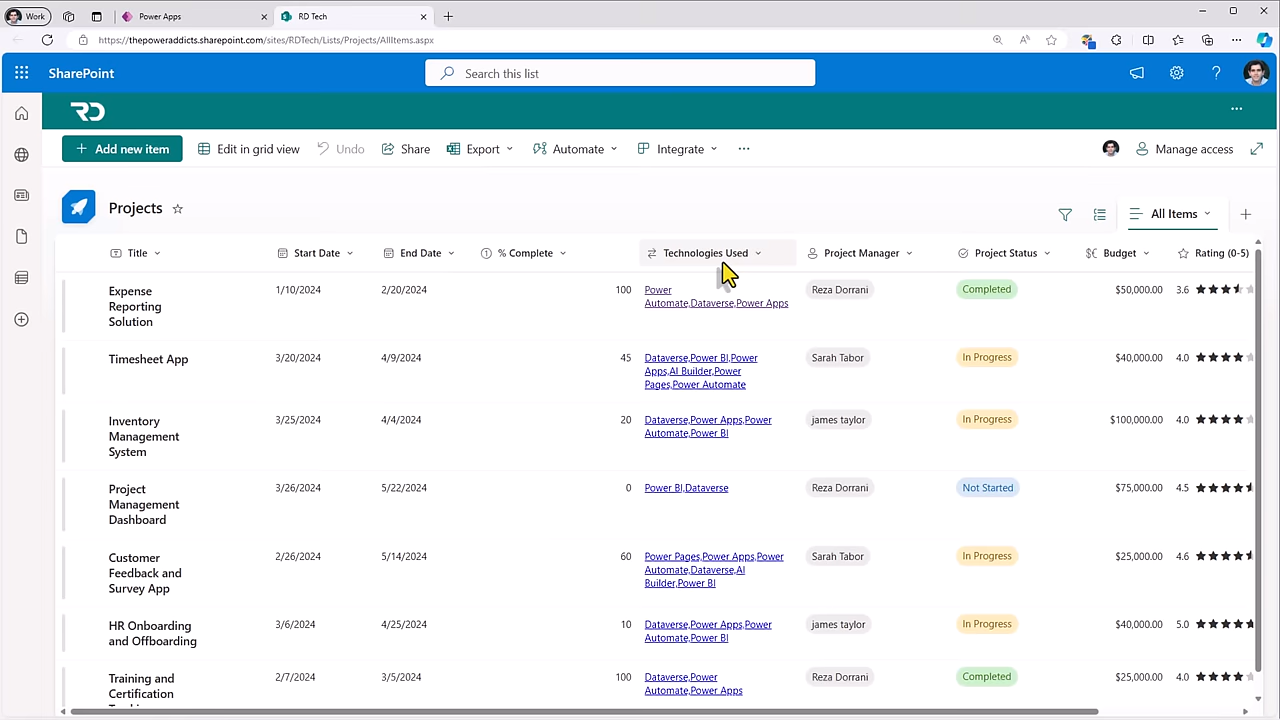 Work
Power Apps
RD Tech
https://thepoweraddicts.sharepoint.com/sites/RDTech/Lists/Projects/AllItems.aspx
SharePoint
Search this list
RD
Add new item
Edit in grid view
Undo
Share
Export
Automate
Integrate
Manage access
Projects
All Items
Title
Start Date
End Date
% Complete
Technologies Used
Project Manager
Project Status
Budget
Rating (0-5)
Expense
Reporting
Solution
1/10/2024
2/20/2024
100
Power
Automate,Dataverse,Power Apps
Reza Dorrani
Completed
$50,000.00
3.6
Timesheet App
3/20/2024
4/9/2024
45
Dataverse,Power BI,Power
Apps,AI Builder,Power
Pages,Power Automate
Sarah Tabor
In Progress
$40,000.00
4.0
Inventory
Management
System
3/25/2024
4/4/2024
20
Dataverse,Power Apps,Power
Automate,Power BI
james taylor
In Progress
$100,000.00
4.0
Project
Management
Dashboard
3/26/2024
5/22/2024
0
Power BI,Dataverse
Reza Dorrani
Not Started
$75,000.00
4.5
Customer
Feedback and
Survey App
2/26/2024
5/14/2024
60
Power Pages,Power Apps,Power
Automate,Dataverse,AI
Builder,Power BI
Sarah Tabor
In Progress
$25,000.00
4.6
HR Onboarding
and Offboarding
3/6/2024
4/25/2024
10
Dataverse,Power Apps,Power
Automate,Power BI
james taylor
In Progress
$40,000.00
5.0
Training and
Certification
2/7/2024
3/5/2024
100
Dataverse,Power
Automate,Power Apps
Reza Dorrani
Completed
$25,000.00
4.0